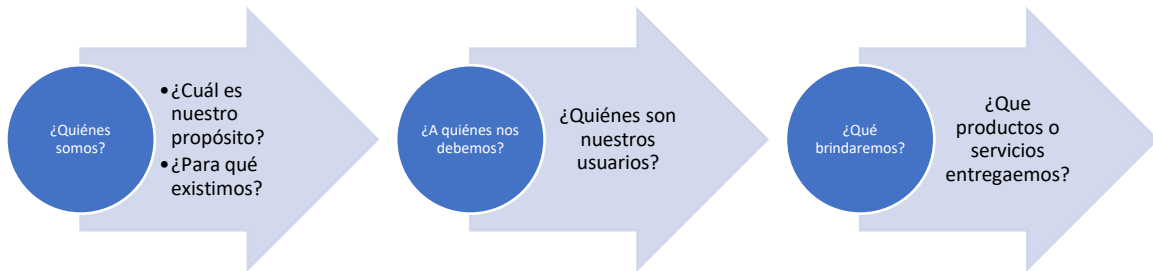 ¿Quiénes
somos?
•¿Cuál es
nuestro
propósito?
•¿Para qué
existimos?
¿A quiénes nos
debemos?
¿Quiénes son
nuestros
usuarios?
¿Qué
brindaremos?
¿Que
productos o
servicios
entregaemos?